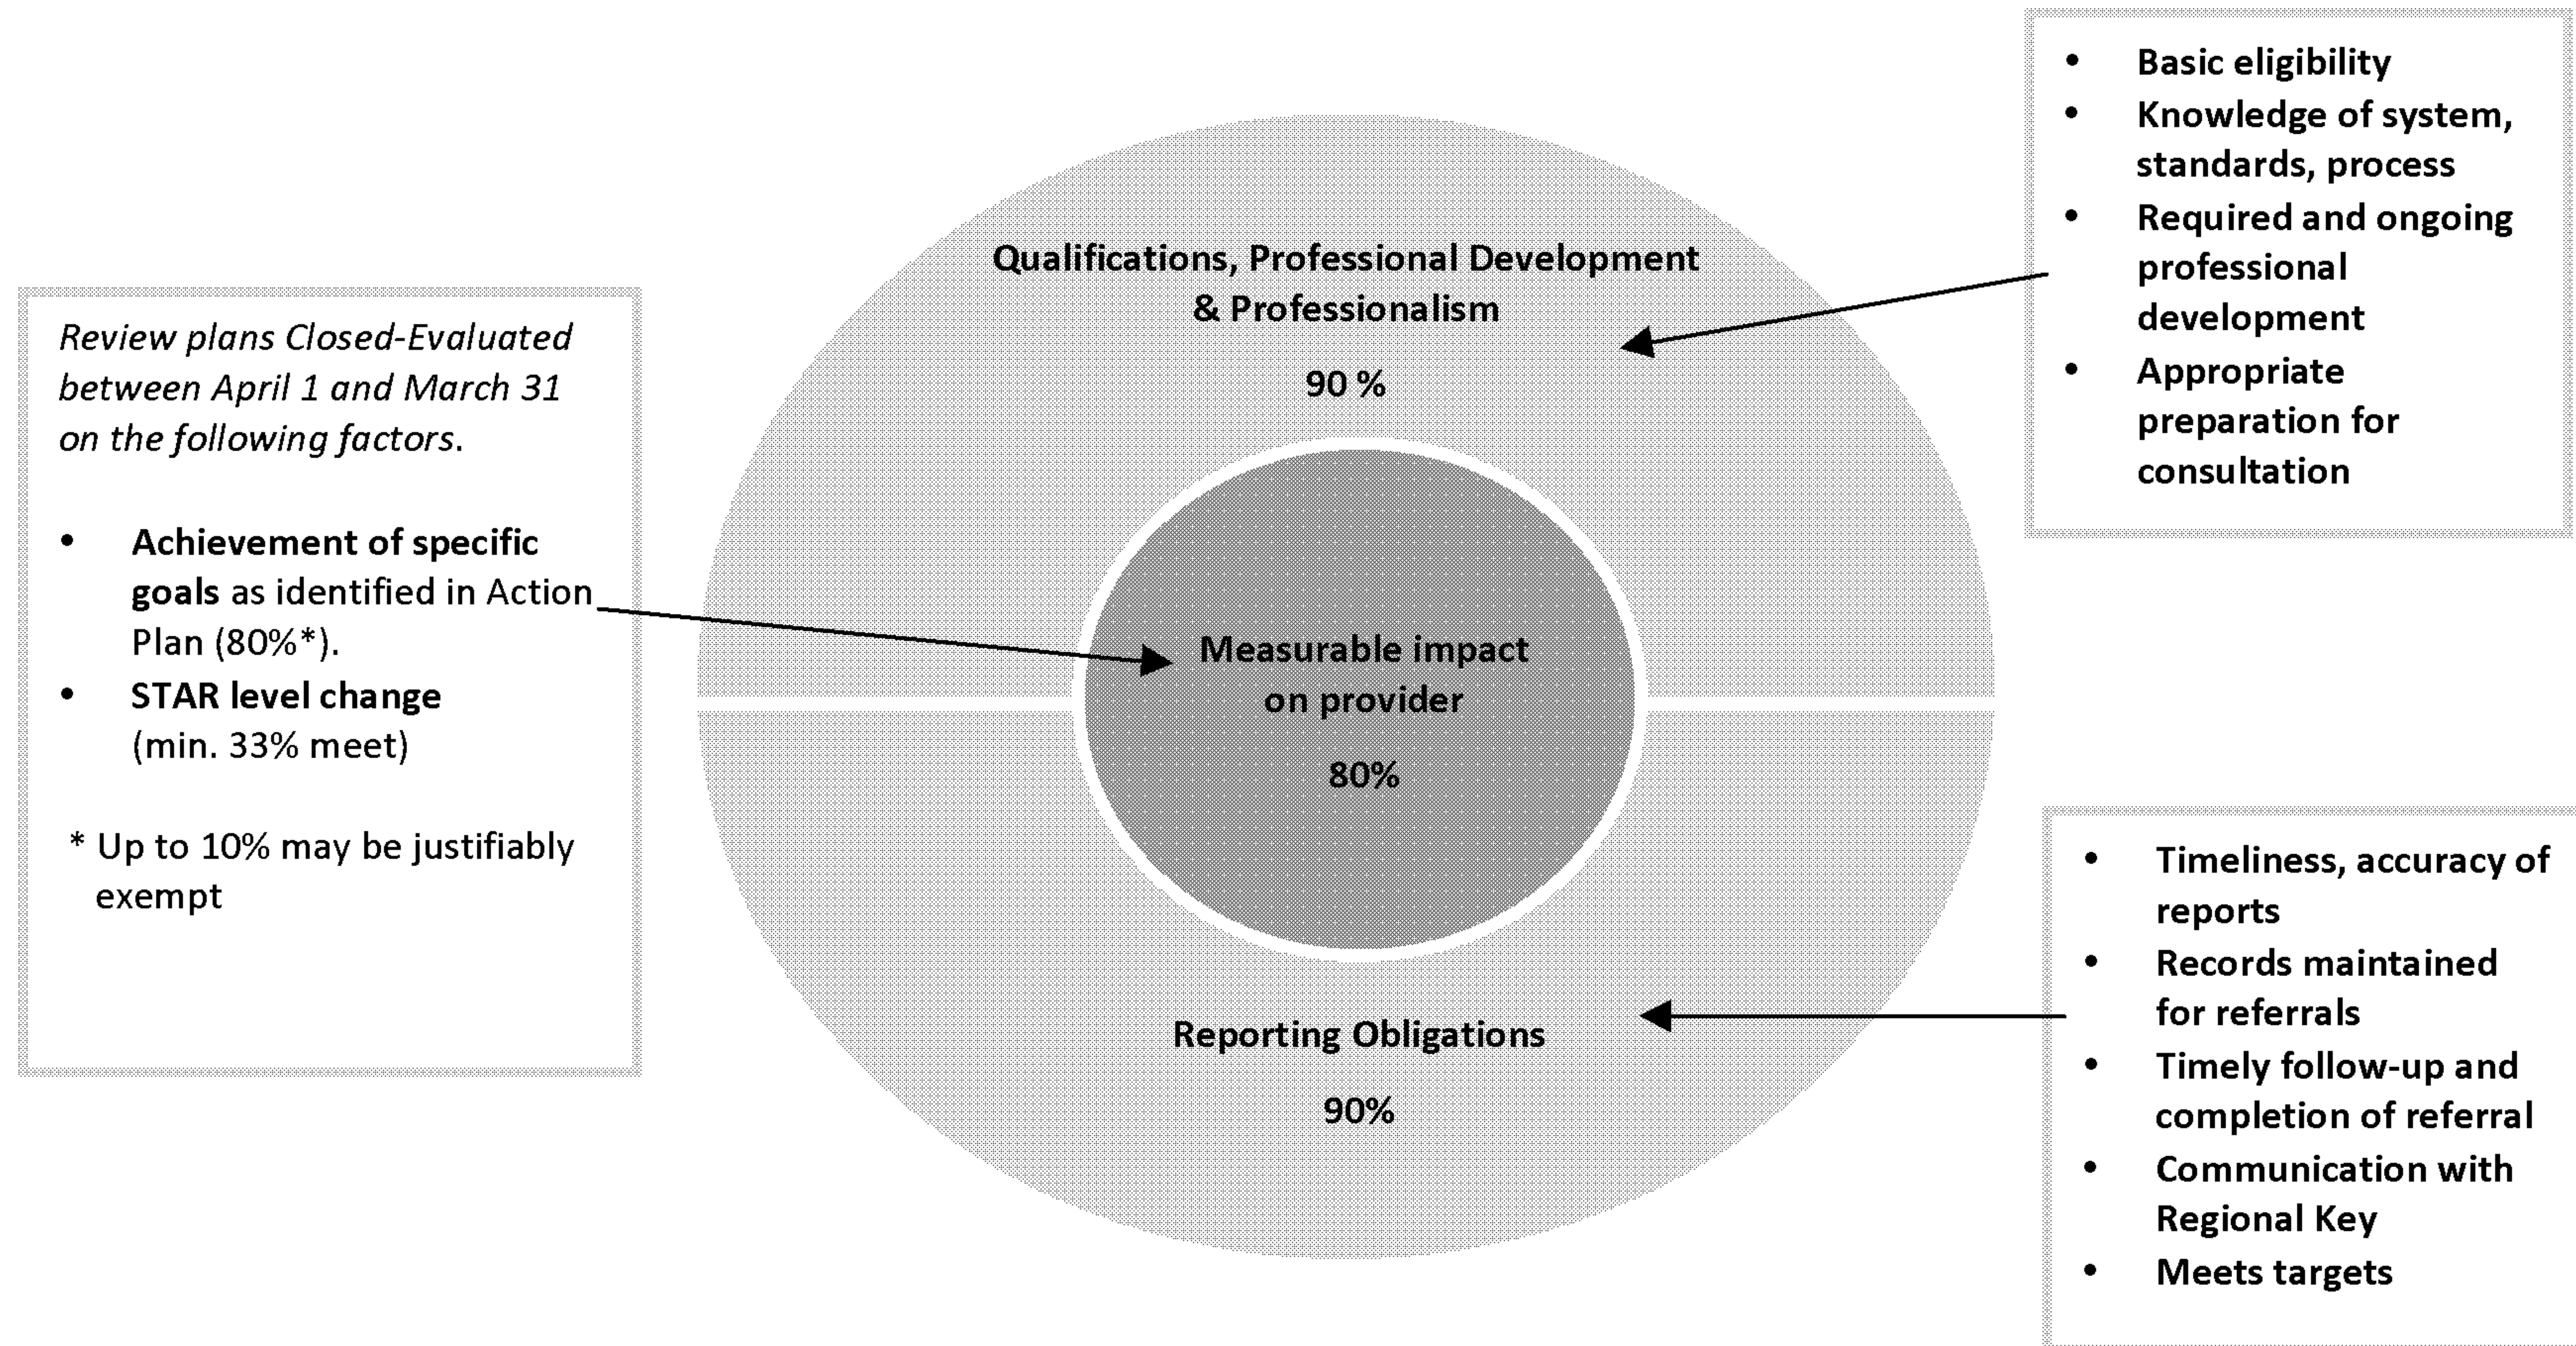 Review plans Closed-Evaluated
between April 1 and March 31
on the following factors.
• Achievement of specific
goals as identified in Action
Plan (80%*).
• STAR level change
(min. 33% meet)
* Up to 10% may be justifiably
exempt
Qualifications, Professional Development
& Professionalism
90 %
Measurable impact
on provider
80%
Reporting Obligations
90%
• Basic eligibility
• Knowledge of system,
standards, process
• Required and ongoing
professional
development
• Appropriate
preparation for
consultation
• Timeliness, accuracy of
reports
• Records maintained
for referrals
• Timely follow-up and
completion of referral
• Communication with
Regional Key
• Meets targets